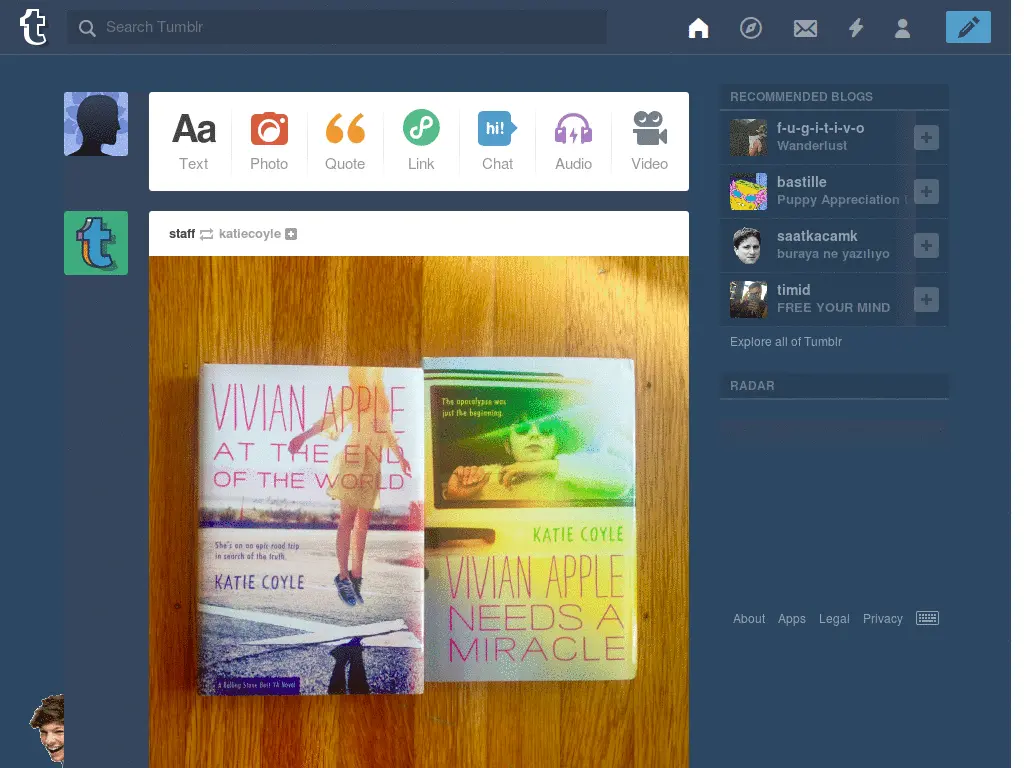 Search Tumblr
Aa
Text
Photo
Quote
Link
hi!
Chat
Audio
Video
staff katiecoyle
VIVIAN APPLE
AT THE END
OF THE WORLD
She's on an epic road trip
in search of the truth.
KATIE COYLE
A Rolling Stone Best YA Novel
The apocalypse was
just the beginning.
KATIE COYLE
VIVIAN APPLE
NEEDS A
MIRACLE
RECOMMENDED BLOGS
f-u-g-i-t-i-v-o
Wanderlust
bastille
Puppy Appreciation
saatkacamk
buraya ne yazılıyo
timid
FREE YOUR MIND
Explore all of Tumblr
RADAR
About Apps Legal Privacy